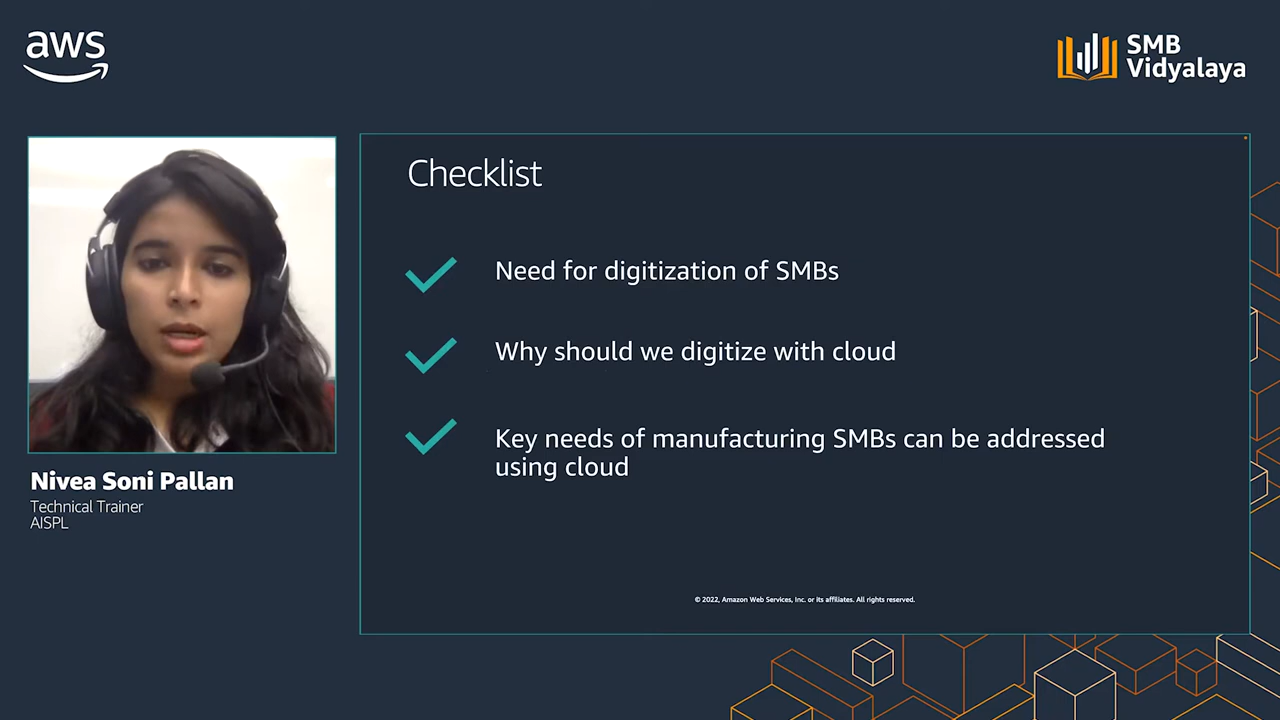 aws
SMB
Vidyalaya
Checklist
Need for digitization of SMBs
Why should we digitize with cloud
Key needs of manufacturing SMBs can be addressed
using cloud
Nivea Soni Pallan
Technical Trainer
AISPL
© 2022, Amazon Web Services, Inc. or its affiliates. All rights reserved.